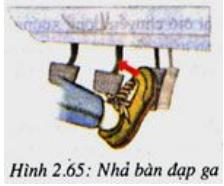 Hình 2.65: Nhả bàn đạp ga